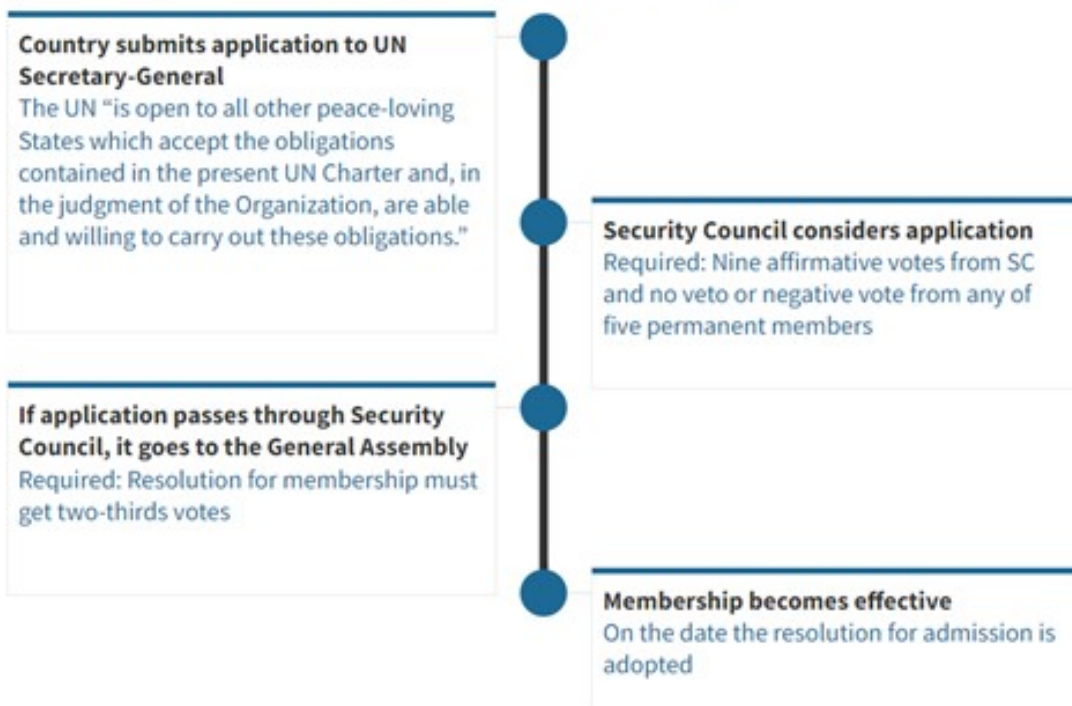 Country submits application to UN
Secretary-General
The UN “is open to all other peace-loving
States which accept the obligations
contained in the present UN Charter and, in
the judgment of the Organization, are able
and willing to carry out these obligations.”
Security Council considers application
Required: Nine affirmative votes from SC
and no veto or negative vote from any of
five permanent members
If application passes through Security
Council, it goes to the General Assembly
Required: Resolution for membership must
get two-thirds votes
Membership becomes effective
On the date the resolution for admission is
adopted